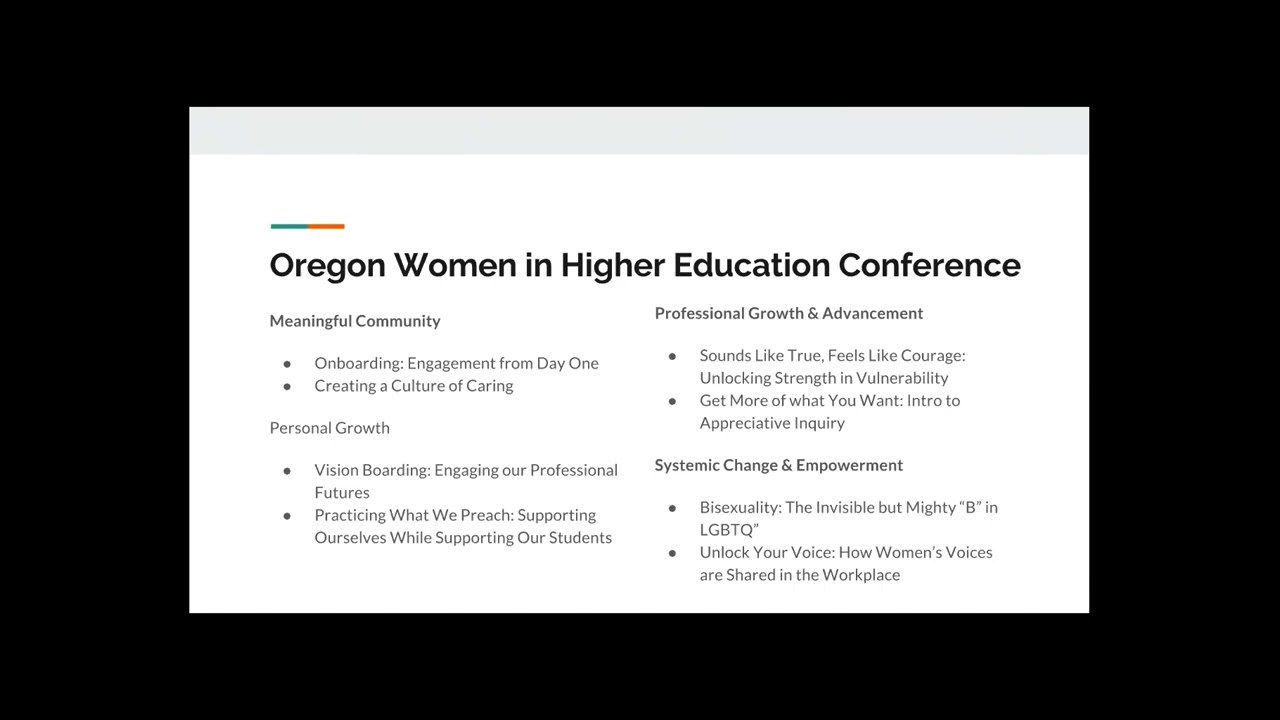 Oregon Women in Higher Education Conference
Meaningful Community
● Onboarding: Engagement from Day One
● Creating a Culture of Caring
Personal Growth
● Vision Boarding: Engaging our Professional
Futures
● Practicing What We Preach: Supporting
Ourselves While Supporting Our Students
Professional Growth & Advancement
● Sounds Like True, Feels Like Courage:
Unlocking Strength in Vulnerability
● Get More of what You Want: Intro to
Appreciative Inquiry
Systemic Change & Empowerment
● Bisexuality: The Invisible but Mighty “B” in
LGBTQ”
● Unlock Your Voice: How Women’s Voices
are Shared in the Workplace